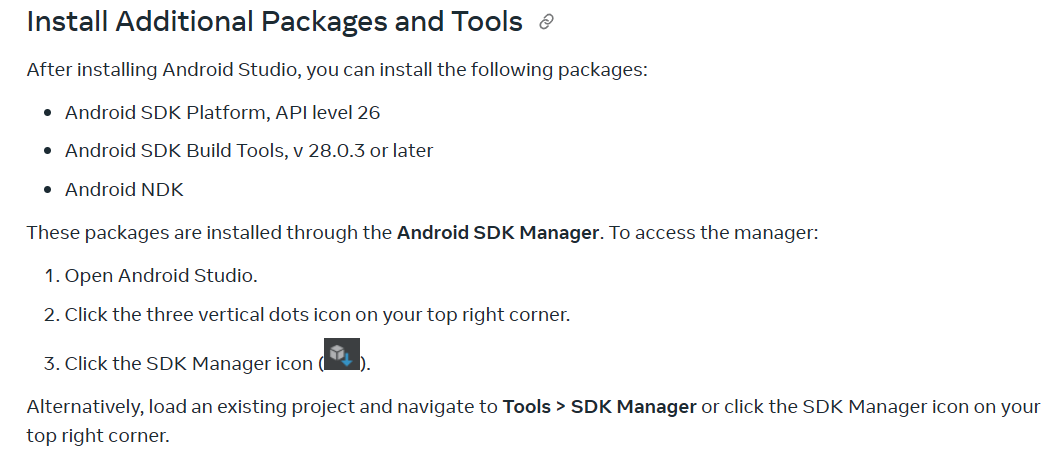 Install Additional Packages and Tools
After installing Android Studio, you can install the following packages:
• Android SDK Platform, API level 26
• Android SDK Build Tools, v 28.0.3 or later
• Android NDK
These packages are installed through the Android SDK Manager. To access the manager:
1. Open Android Studio.
2. Click the three vertical dots icon on your top right corner.
3. Click the SDK Manager icon ( ).
Alternatively, load an existing project and navigate to Tools > SDK Manager or click the SDK Manager icon on your
top right corner.